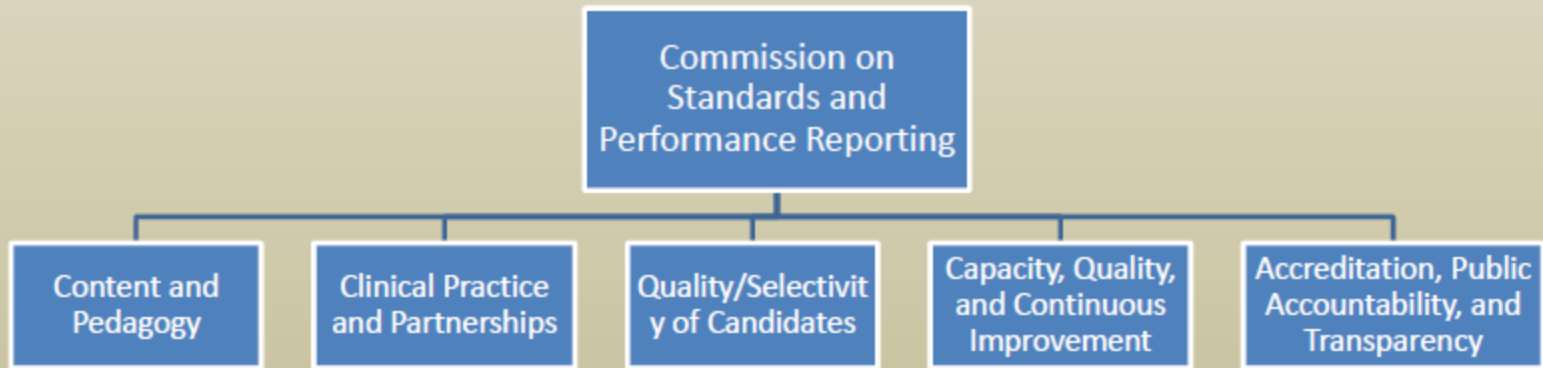 Commission on
Standards and
Performance Reporting
Content and
Pedagogy
Clinical Practice
and Partnerships
Quality/Selectivit
y of Candidates
Capacity, Quality,
and Continuous
Improvement
Accreditation, Public
Accountability, and
Transparency